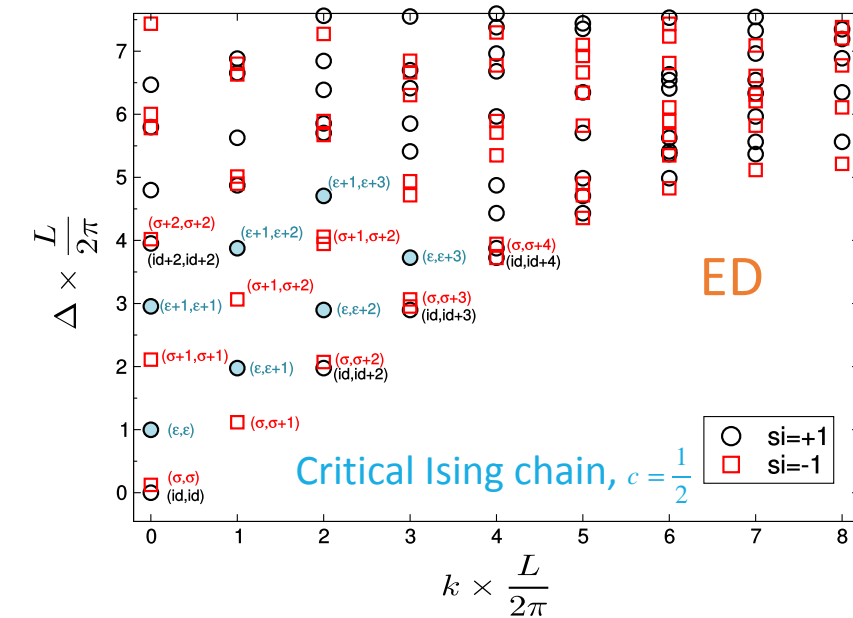 7
6
5
4
3
2
1
0
Δ × L/2π
(ε+1,ε+3)
(σ+2,σ+2)
(id+2,id+2)
(ε+1,ε+2)
(σ+1,σ+2)
(ε,ε+3)
(σ,σ+4)
(id,id+4)
ED
(ε+1,ε+1)
(σ+1,σ+2)
(ε,ε+2)
(σ,σ+3)
(id,id+3)
(σ+1,σ+1)
(ε,ε+1)
(σ,σ+2)
(id,id+2)
(ε,ε)
(σ,σ+1)
si=+1
si=-1
Critical Ising chain, c = 1/2
(σ,σ)
(id,id)
0 1 2 3 4 5 6 7 8
k × L/2π